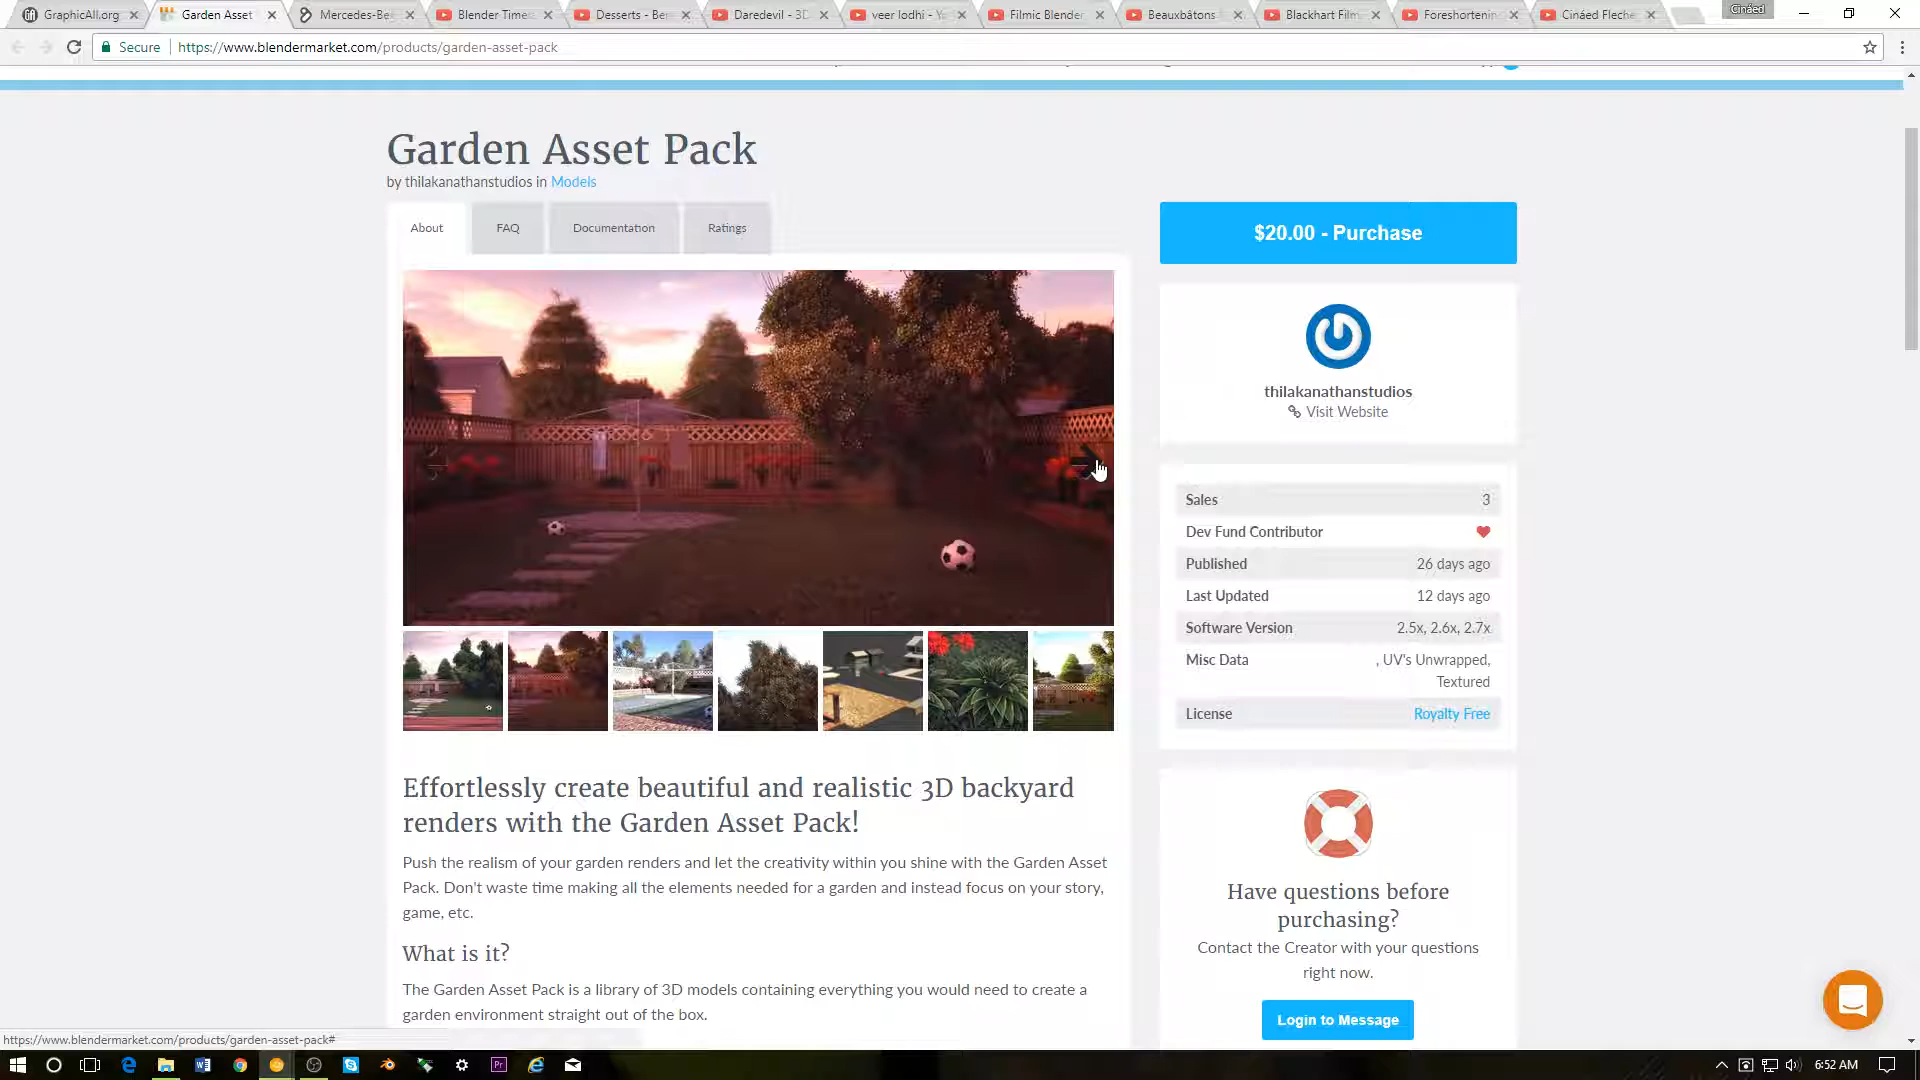 GraphicAll.org
Garden Asset
Mercedes-Be
Blender Time
Desserts - Be
Daredevil - 3D
veer lodhi - Y
Filmic Blender
Beauxbâtons
Blackhart Film
Foreshortenin
Cináed Fleche
Cináed
Secure
https://www.blendermarket.com/products/garden-asset-pack
Garden Asset Pack
by thilakanathanstudios in Models
About
FAQ
Documentation
Ratings
$20.00 - Purchase
thilakanathanstudios
Visit Website
Sales 3
Dev Fund Contributor
Published 26 days ago
Last Updated 12 days ago
Software Version 2.5x, 2.6x, 2.7x
Misc Data , UV's Unwrapped,
Textured
License Royalty Free
Effortlessly create beautiful and realistic 3D backyard
renders with the Garden Asset Pack!
Push the realism of your garden renders and let the creativity within you shine with the Garden Asset
Pack. Don't waste time making all the elements needed for a garden and instead focus on your story,
game, etc.
What is it?
The Garden Asset Pack is a library of 3D models containing everything you would need to create a
garden environment straight out of the box.
Have questions before
purchasing?
Contact the Creator with your questions
right now.
Login to Message
https://www.blendermarket.com/products/garden-asset-pack#
Pr
6:52 AM